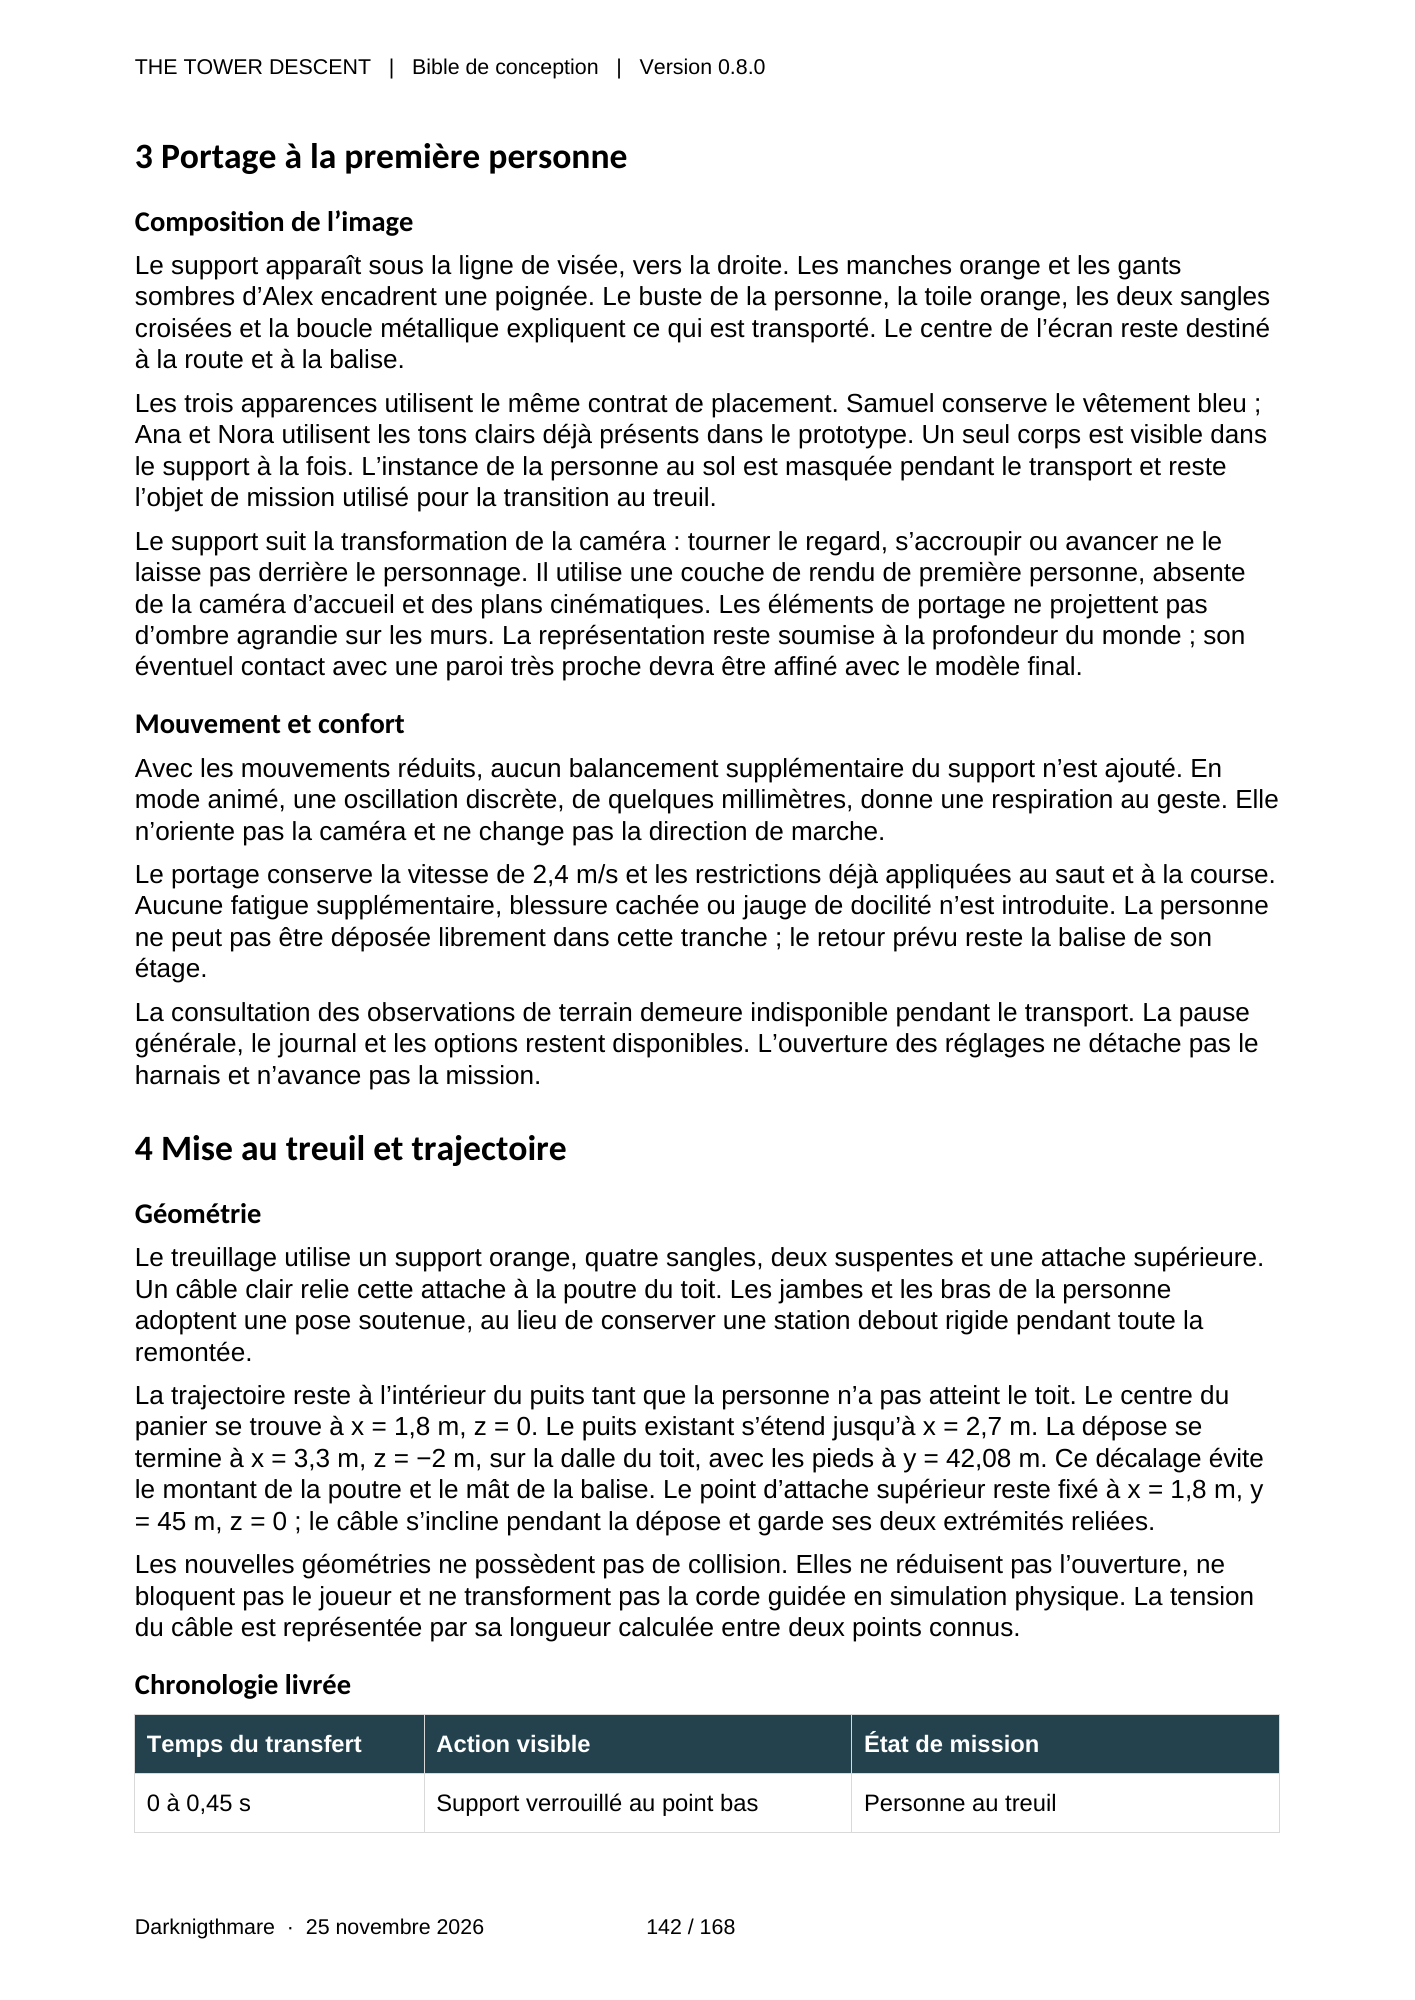 THE TOWER DESCENT | Bible de conception | Version 0.8.0
3 Portage à la première personne
Composition de l’image
Le support apparaît sous la ligne de visée, vers la droite. Les manches orange et les gants
sombres d’Alex encadrent une poignée. Le buste de la personne, la toile orange, les deux sangles
croisées et la boucle métallique expliquent ce qui est transporté. Le centre de l’écran reste destiné
à la route et à la balise.
Les trois apparences utilisent le même contrat de placement. Samuel conserve le vêtement bleu ;
Ana et Nora utilisent les tons clairs déjà présents dans le prototype. Un seul corps est visible dans
le support à la fois. L’instance de la personne au sol est masquée pendant le transport et reste
l’objet de mission utilisé pour la transition au treuil.
Le support suit la transformation de la caméra : tourner le regard, s’accroupir ou avancer ne le
laisse pas derrière le personnage. Il utilise une couche de rendu de première personne, absente
de la caméra d’accueil et des plans cinématiques. Les éléments de portage ne projettent pas
d’ombre agrandie sur les murs. La représentation reste soumise à la profondeur du monde ; son
éventuel contact avec une paroi très proche devra être affiné avec le modèle final.
Mouvement et confort
Avec les mouvements réduits, aucun balancement supplémentaire du support n’est ajouté. En
mode animé, une oscillation discrète, de quelques millimètres, donne une respiration au geste. Elle
n’oriente pas la caméra et ne change pas la direction de marche.
Le portage conserve la vitesse de 2,4 m/s et les restrictions déjà appliquées au saut et à la course.
Aucune fatigue supplémentaire, blessure cachée ou jauge de docilité n’est introduite. La personne
ne peut pas être déposée librement dans cette tranche ; le retour prévu reste la balise de son
étage.
La consultation des observations de terrain demeure indisponible pendant le transport. La pause
générale, le journal et les options restent disponibles. L’ouverture des réglages ne détache pas le
harnais et n’avance pas la mission.
4 Mise au treuil et trajectoire
Géométrie
Le treuillage utilise un support orange, quatre sangles, deux suspentes et une attache supérieure.
Un câble clair relie cette attache à la poutre du toit. Les jambes et les bras de la personne
adoptent une pose soutenue, au lieu de conserver une station debout rigide pendant toute la
remontée.
La trajectoire reste à l’intérieur du puits tant que la personne n’a pas atteint le toit. Le centre du
panier se trouve à x = 1,8 m, z = 0. Le puits existant s’étend jusqu’à x = 2,7 m. La dépose se
termine à x = 3,3 m, z = −2 m, sur la dalle du toit, avec les pieds à y = 42,08 m. Ce décalage évite
le montant de la poutre et le mât de la balise. Le point d’attache supérieur reste fixé à x = 1,8 m, y
= 45 m, z = 0 ; le câble s’incline pendant la dépose et garde ses deux extrémités reliées.
Les nouvelles géométries ne possèdent pas de collision. Elles ne réduisent pas l’ouverture, ne
bloquent pas le joueur et ne transforment pas la corde guidée en simulation physique. La tension
du câble est représentée par sa longueur calculée entre deux points connus.
Chronologie livrée
Temps du transfert Action visible État de mission
0 à 0,45 s Support verrouillé au point bas Personne au treuil
Darknigthmare · 25 novembre 2026 142 / 168